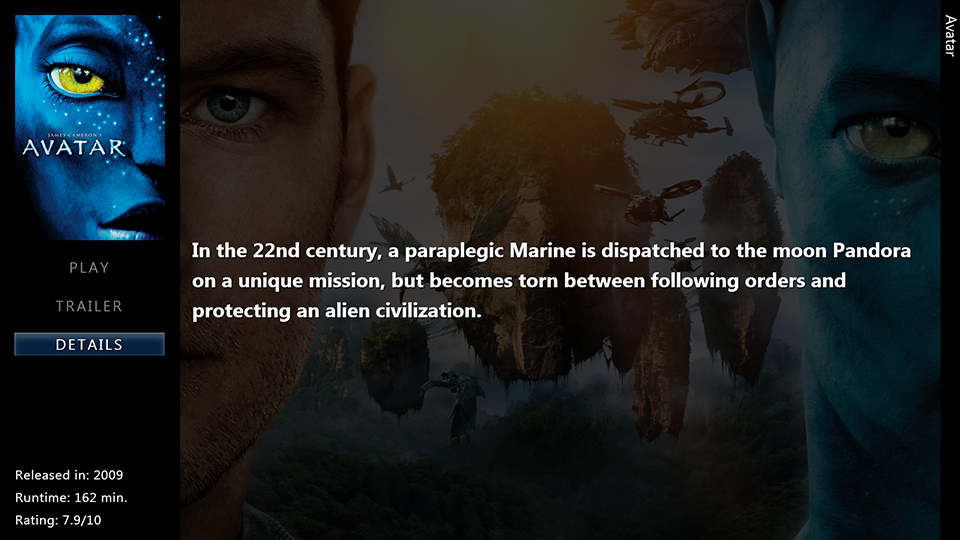 JAMES CAMERON'S
AVATAR
PLAY
TRAILER
DETAILS
Released in: 2009
Runtime: 162 min.
Rating: 7.9/10
In the 22nd century, a paraplegic Marine is dispatched to the moon Pandora
on a unique mission, but becomes torn between following orders and
protecting an alien civilization.
Avatar